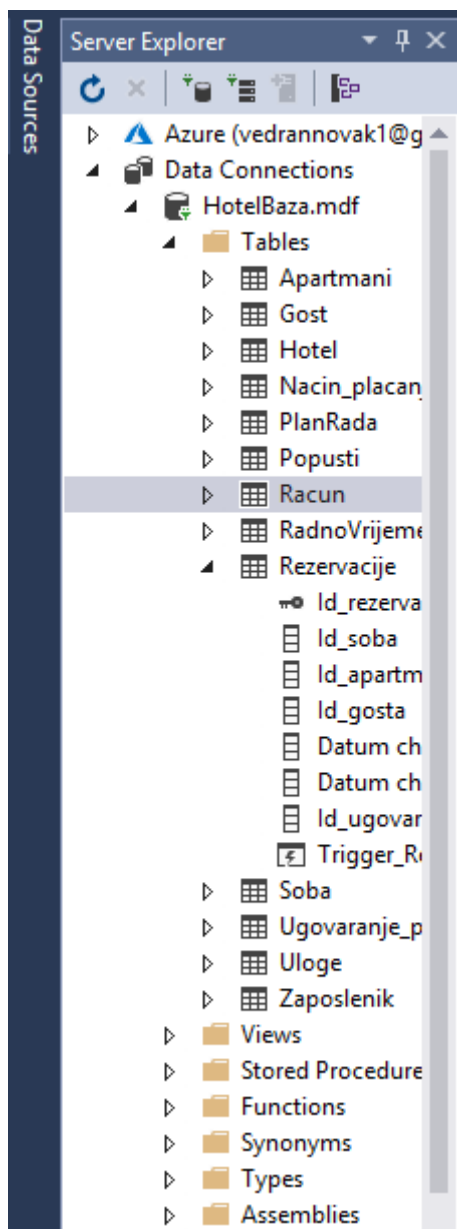 Data Sources
Server Explorer
Azure (vedrannovak1@g
Data Connections
HotelBaza.mdf
Tables
Apartmani
Gost
Hotel
Nacin_placanj
PlanRada
Popusti
Racun
RadnoVrijeme
Rezervacije
Id_rezerva
Id_soba
Id_apartm
Id_gosta
Datum ch
Datum ch
Id_ugovar
Trigger_Re
Soba
Ugovaranje_p
Uloge
Zaposlenik
Views
Stored Procedure
Functions
Synonyms
Types
Assemblies